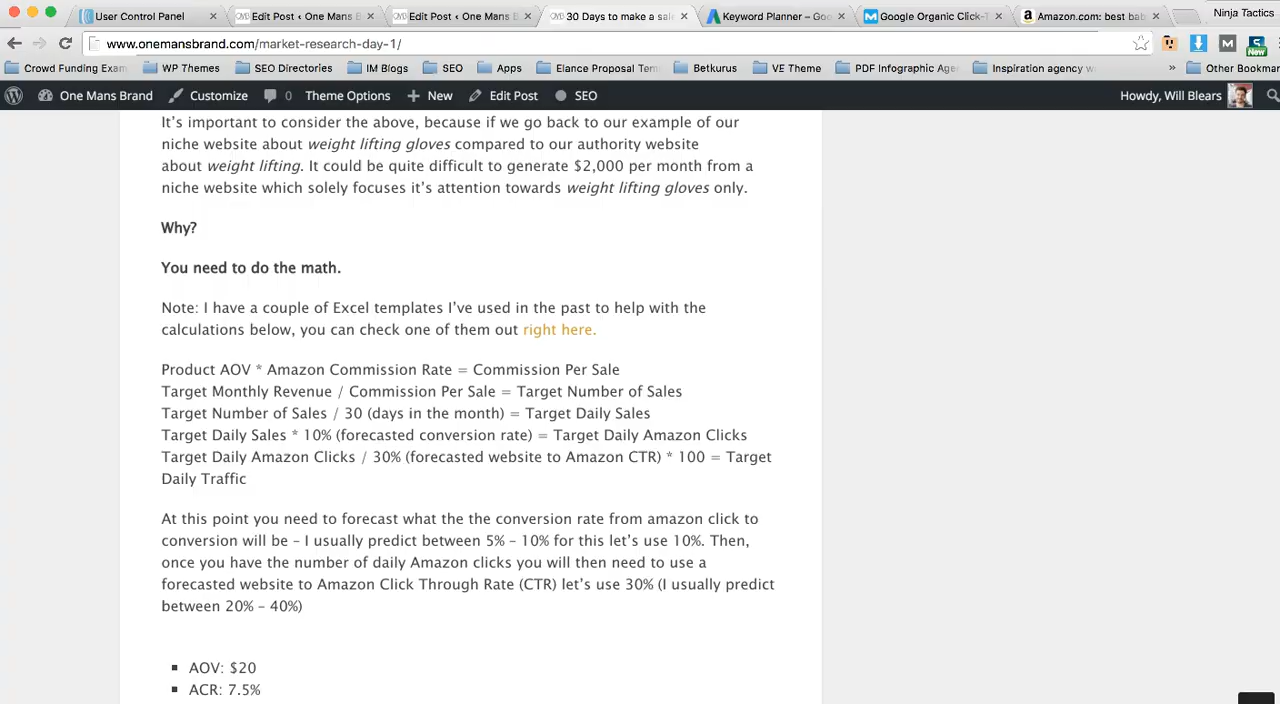 User Control Panel
Edit Post ‹ One Mans B
Edit Post ‹ One Mans B
30 Days to make a sal
Keyword Planner – Goo
Google Organic Click-T
Amazon.com: best bab
Ninja Tactics
www.onemansbrand.com/market-research-day-1/
New
Crowd Funding Exam
WP Themes
SEO Directories
IM Blogs
SEO
Apps
Elance Proposal Tem
Betkurus
VE Theme
PDF Infographic Age
Inspiration agency w
»
Other Bookmar
One Mans Brand
Customize
0
Theme Options
New
Edit Post
SEO
Howdy, Will Blears
It’s important to consider the above, because if we go back to our example of our
niche website about weight lifting gloves compared to our authority website
about weight lifting. It could be quite difficult to generate $2,000 per month from a
niche website which solely focuses it’s attention towards weight lifting gloves only.
Why?
You need to do the math.
Note: I have a couple of Excel templates I’ve used in the past to help with the
calculations below, you can check one of them out right here.
Product AOV * Amazon Commission Rate = Commission Per Sale
Target Monthly Revenue / Commission Per Sale = Target Number of Sales
Target Number of Sales / 30 (days in the month) = Target Daily Sales
Target Daily Sales * 10% (forecasted conversion rate) = Target Daily Amazon Clicks
Target Daily Amazon Clicks / 30% (forecasted website to Amazon CTR) * 100 = Target
Daily Traffic
At this point you need to forecast what the the conversion rate from amazon click to
conversion will be – I usually predict between 5% – 10% for this let’s use 10%. Then,
once you have the number of daily Amazon clicks you will then need to use a
forecasted website to Amazon Click Through Rate (CTR) let’s use 30% (I usually predict
between 20% – 40%)
AOV: $20
ACR: 7.5%